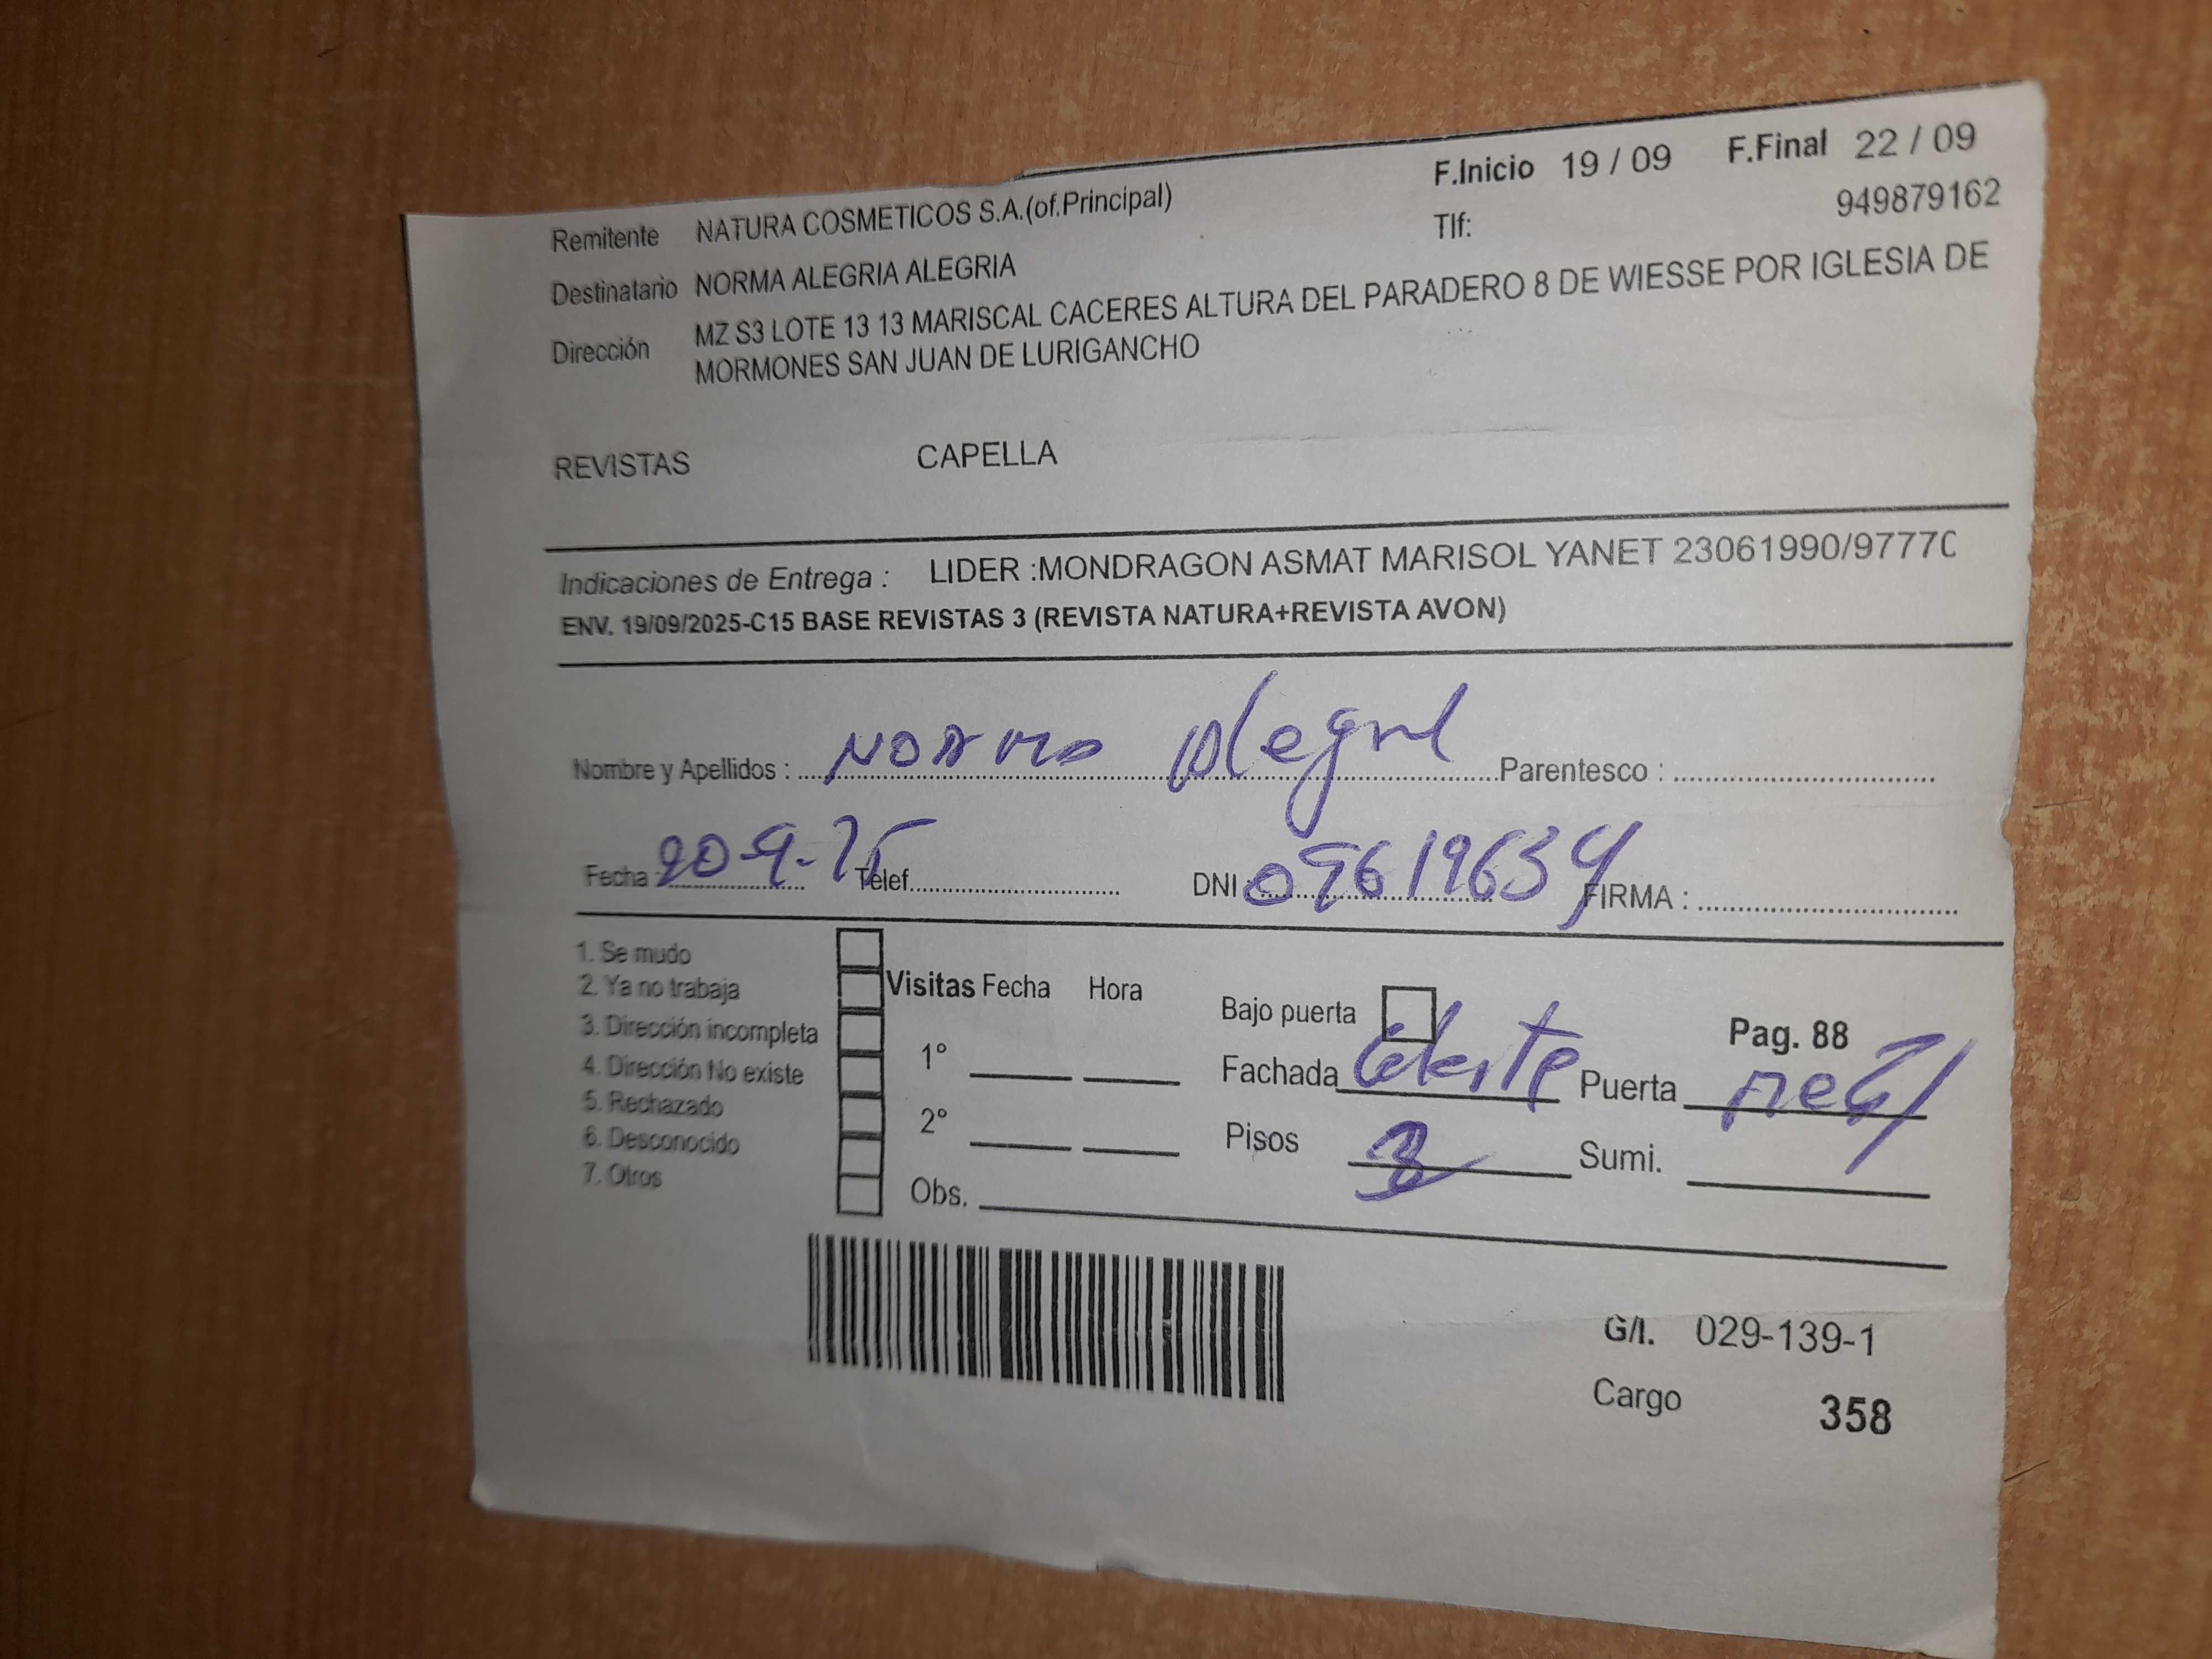 F.Inicio 19 / 09 F.Final 22 / 09
Remitente NATURA COSMETICOS S.A.(of.Principal) Tlf: 949879162
Destinatario NORMA ALEGRIA ALEGRIA
Dirección MZ S3 LOTE 13 13 MARISCAL CACERES ALTURA DEL PARADERO 8 DE WIESSE POR IGLESIA DE
MORMONES SAN JUAN DE LURIGANCHO
REVISTAS CAPELLA
Indicaciones de Entrega : LIDER :MONDRAGON ASMAT MARISOL YANET 23061990/9777C
ENV. 19/09/2025-C15 BASE REVISTAS 3 (REVISTA NATURA+REVISTA AVON)
Nombre y Apellidos : Norma Parentesco :
Fecha : 20-9-25 Telef. DNI : 09619634 FIRMA :
1. Se mudo
2. Ya no trabaja Visitas Fecha Hora Bajo puerta
3. Dirección incompleta Pag. 88
4. Dirección No existe 1° Fachada Celeste Puerta
5. Rechazado 2° Pisos 3 Sumi.
6. Desconocido
7. Otros Obs.
G/I. 029-139-1
Cargo 358